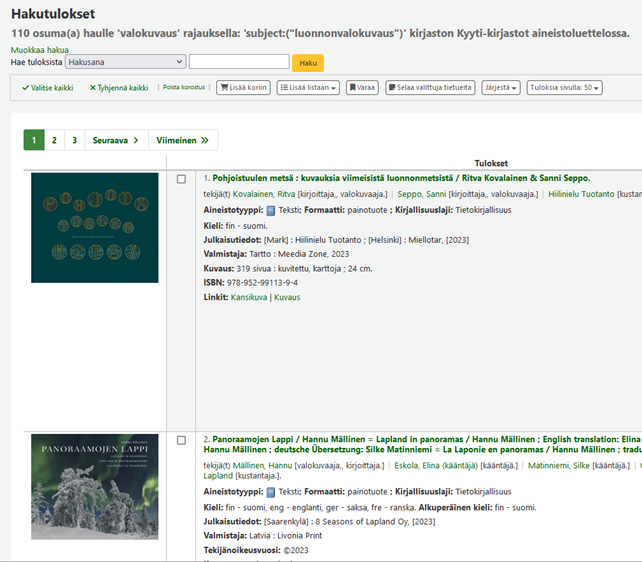 Hakutulokset
110 osuma(a) haulle 'valokuvaus' rajauksella: 'subject:("luonnonvalokuvaus")' kirjaston Kyyti-kirjastot aineistoluettelossa.
Muokkaa hakua
Hae tuloksista Hakusana Haku
Valitse kaikki Tyhjennä kaikki | Poista korostus | Lisää koriin Lisää listaan Varaa Selaa valittuja tietueita Järjestä Tuloksia sivulla: 50
1 2 3 Seuraava Viimeinen
Tulokset
1. Pohjoistuulen metsä : kuvauksia viimeisistä luonnonmetsistä / Ritva Kovalainen & Sanni Seppo.
tekijä(t) Kovalainen, Ritva [kirjoittaja,, valokuvaaja.] | Seppo, Sanni [kirjoittaja,, valokuvaaja.] | Hiilinielu Tuotanto [kustan
Aineistotyyppi: Teksti; Formaatti: painotuote ; Kirjallisuuslaji: Tietokirjallisuus
Kieli: fin - suomi.
Julkaisutiedot: [Mark] : Hiilinielu Tuotanto ; [Helsinki] : Miellotar, [2023]
Valmistaja: Tartto : Meedia Zone, 2023
Kuvaus: 319 sivua : kuvitettu, karttoja ; 24 cm.
ISBN: 978-952-99113-9-4
Linkit: Kansikuva | Kuvaus
PANORAAMOJEN LAPPI
2. Panoraamojen Lappi / Hannu Mällinen = Lapland in panoramas / Hannu Mällinen ; English translation: Elina
Hannu Mällinen ; deutsche Übersetzung: Silke Matinniemi = La Laponie en panoramas / Hannu Mällinen ; tradu
tekijä(t) Mällinen, Hannu [valokuvaaja,, kirjoittaja.] | Eskola, Elina (kääntäjä) [kääntäjä.] | Matinniemi, Silke [kääntäjä.] |
Lapland [kustantaja.].
Aineistotyyppi: Teksti; Formaatti: painotuote ; Kirjallisuuslaji: Tietokirjallisuus
Kieli: fin - suomi, eng - englanti, ger - saksa, fre - ranska. Alkuperäinen kieli: fin - suomi.
Julkaisutiedot: [Saarenkylä] : 8 Seasons of Lapland Oy, [2023]
Valmistaja: Latvia : Livonia Print
Tekijänoikeusvuosi: ©2023